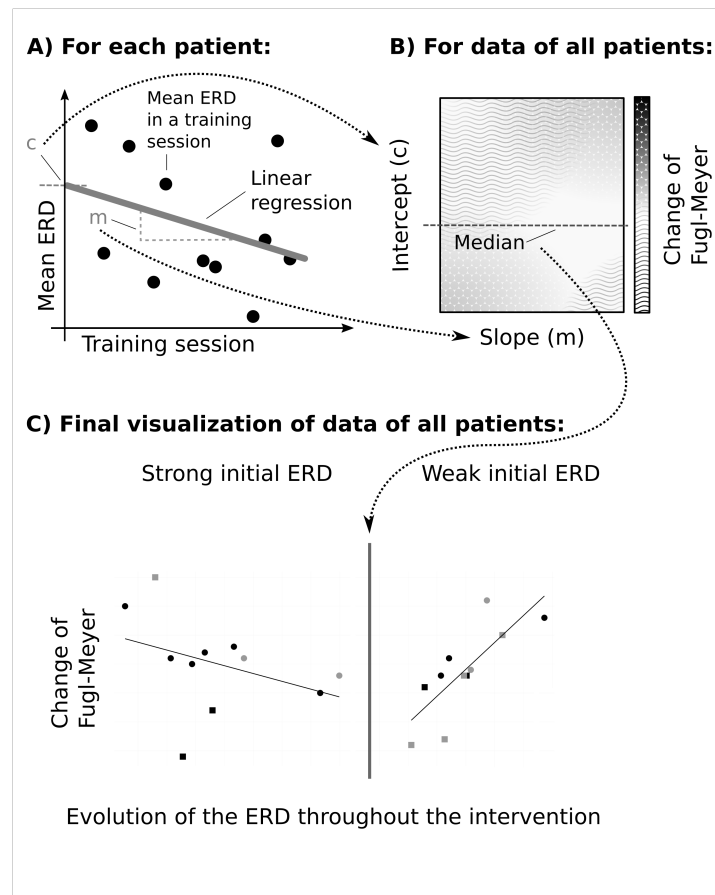 A) For each patient:
B) For data of all patients:
Mean ERD
in a training
session
c
Linear
regression
m
Mean ERD
Training session
Intercept (c)
Median
Slope (m)
Change of
Fugl-Meyer
C) Final visualization of data of all patients:
Strong initial ERD
Weak initial ERD
Change of
Fugl-Meyer
Evolution of the ERD throughout the intervention